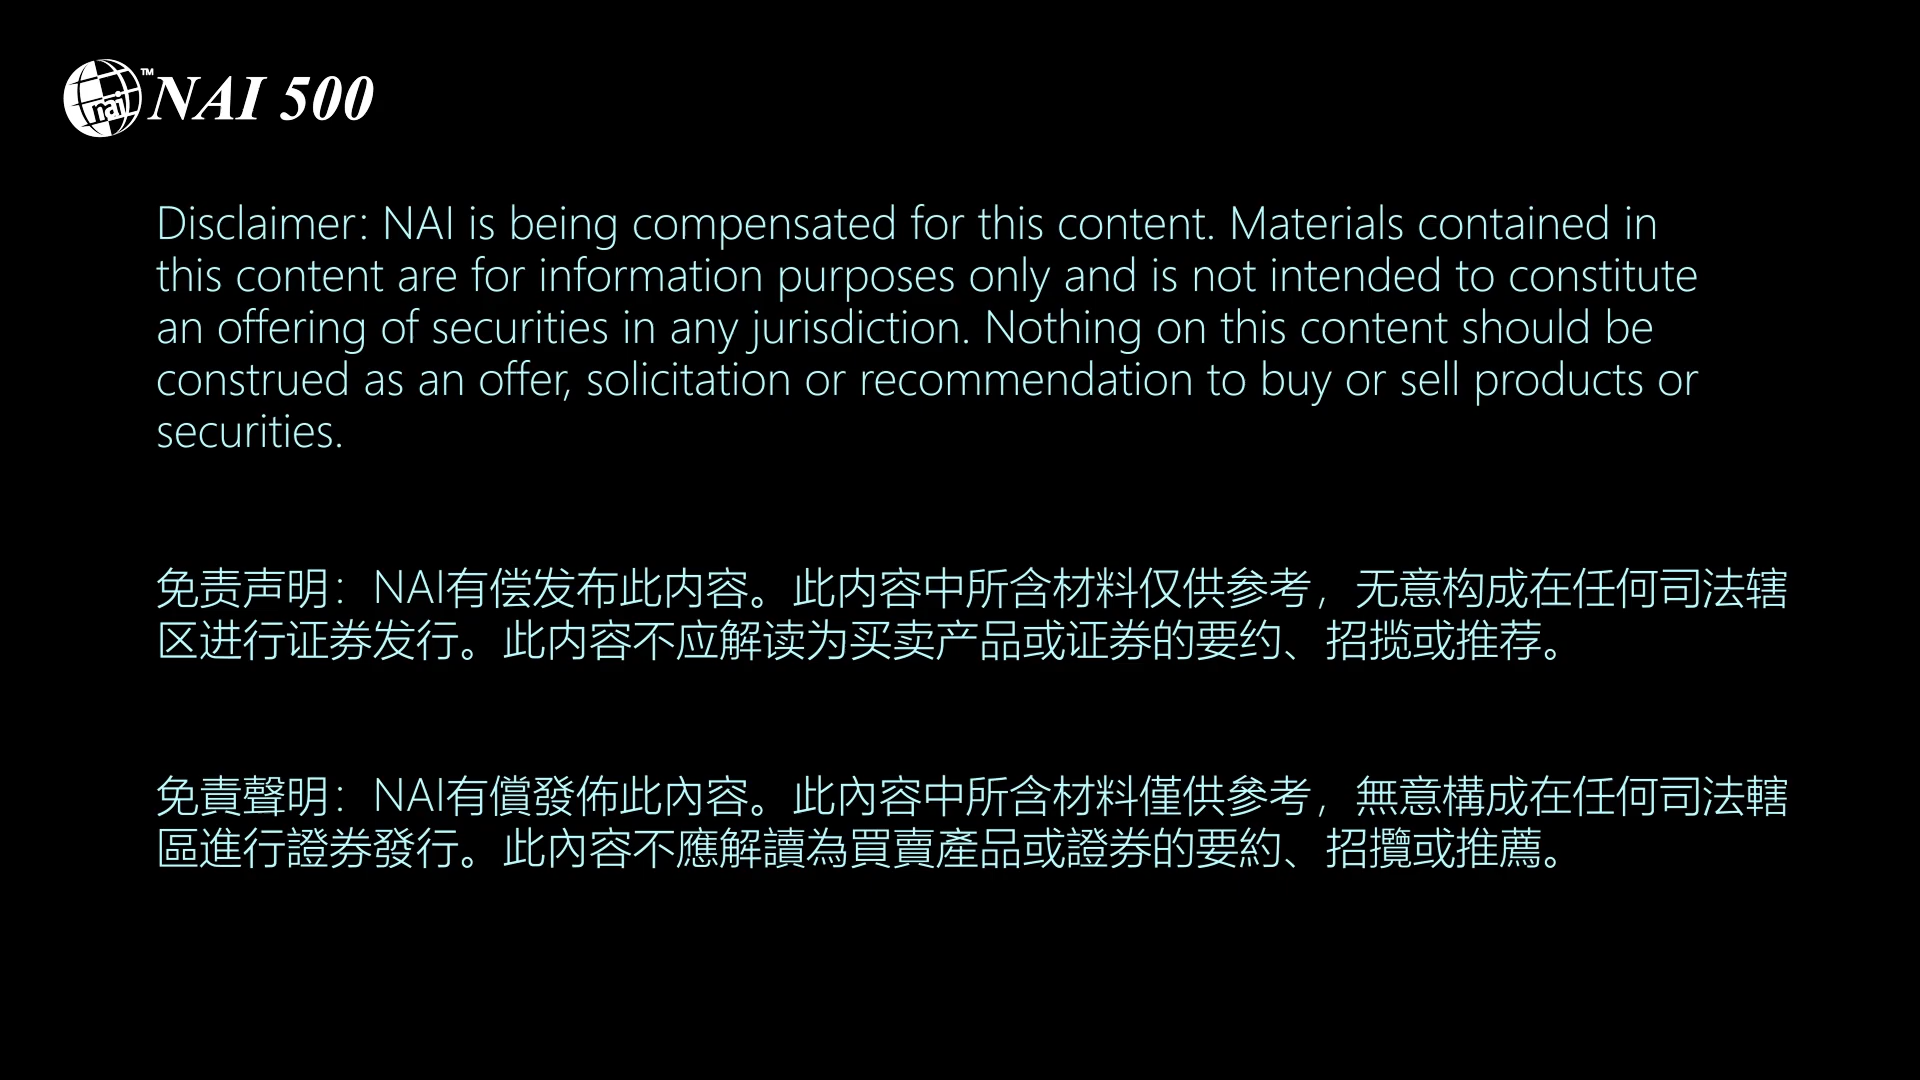 nai™ NAI 500
Disclaimer: NAI is being compensated for this content. Materials contained in
this content are for information purposes only and is not intended to constitute
an offering of securities in any jurisdiction. Nothing on this content should be
construed as an offer, solicitation or recommendation to buy or sell products or
securities.
免责声明：NAI有偿发布此内容。此内容中所含材料仅供参考，无意构成在任何司法辖
区进行证券发行。此内容不应解读为买卖产品或证券的要约、招揽或推荐。
免責聲明：NAI有償發佈此內容。此內容中所含材料僅供參考，無意構成在任何司法轄
區進行證券發行。此內容不應解讀為買賣產品或證券的要約、招攬或推薦。